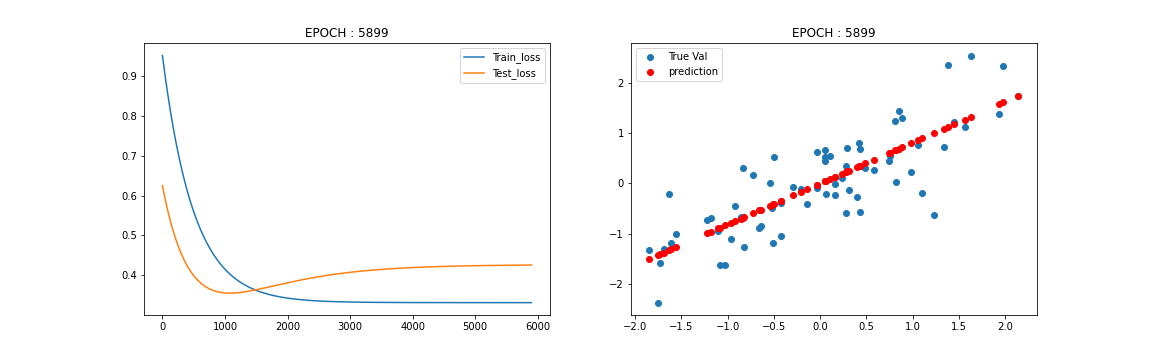 EPOCH : 5899
Train_loss
Test_loss
0.9
0.8
0.7
0.6
0.5
0.4
0 1000 2000 3000 4000 5000 6000
EPOCH : 5899
True Val
prediction
2
1
0
−1
−2
−2.0 −1.5 −1.0 −0.5 0.0 0.5 1.0 1.5 2.0